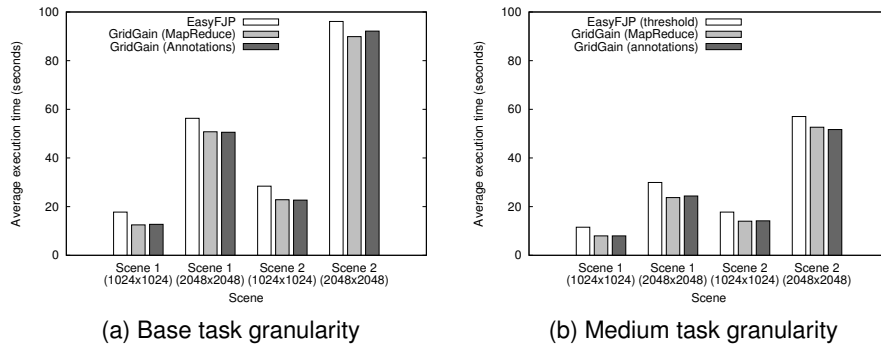 100
80
60
40
20
0
Average execution time (seconds)
EasyFJP
GridGain (MapReduce)
GridGain (Annotations)
Scene 1 Scene 1 Scene 2 Scene 2
(1024x1024) (2048x2048) (1024x1024) (2048x2048)
Scene
(a) Base task granularity
100
80
60
40
20
0
Average execution time (seconds)
EasyFJP (threshold)
GridGain (MapReduce)
GridGain (annotations)
Scene 1 Scene 1 Scene 2 Scene 2
(1024x1024) (2048x2048) (1024x1024) (2048x2048)
Scene
(b) Medium task granularity